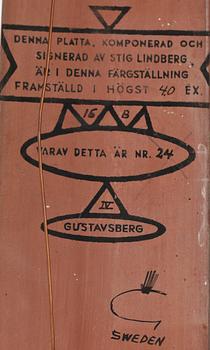 DENNA PLATTA, KOMPONERAD OCH
SIGNERAD AV STIG LINDBERG,
ÄR I DENNA FÄRGSTÄLLNING
FRAMSTÄLLD I HÖGST 40 EX.
15 B
VARAV DETTA ÄR NR. 24
IV
GUSTAVSBERG
SWEDEN